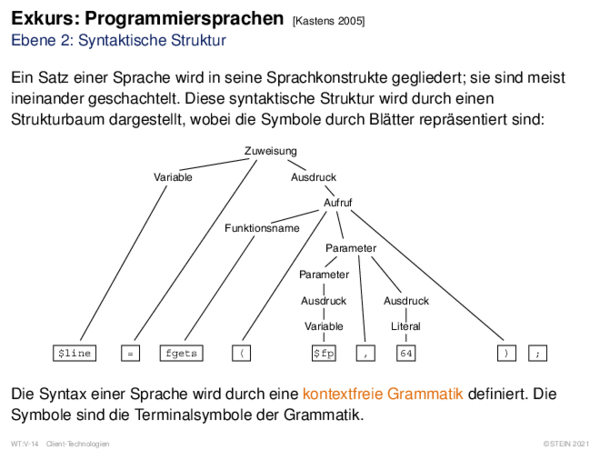 Exkurs: Programmiersprachen [Kastens 2005]
Ebene 2: Syntaktische Struktur
Ein Satz einer Sprache wird in seine Sprachkonstrukte gegliedert; sie sind meist
ineinander geschachtelt. Diese syntaktische Struktur wird durch einen
Strukturbaum dargestellt, wobei die Symbole durch Blätter repräsentiert sind:
Zuweisung
Variable Ausdruck
Aufruf
Funktionsname
Parameter
Parameter
Ausdruck Ausdruck
Variable Literal
$line = fgets ( $fp , 64 ) ;
Die Syntax einer Sprache wird durch eine kontextfreie Grammatik definiert. Die
Symbole sind die Terminalsymbole der Grammatik.
WT:V-14 Client-Technologien ©STEIN 2021